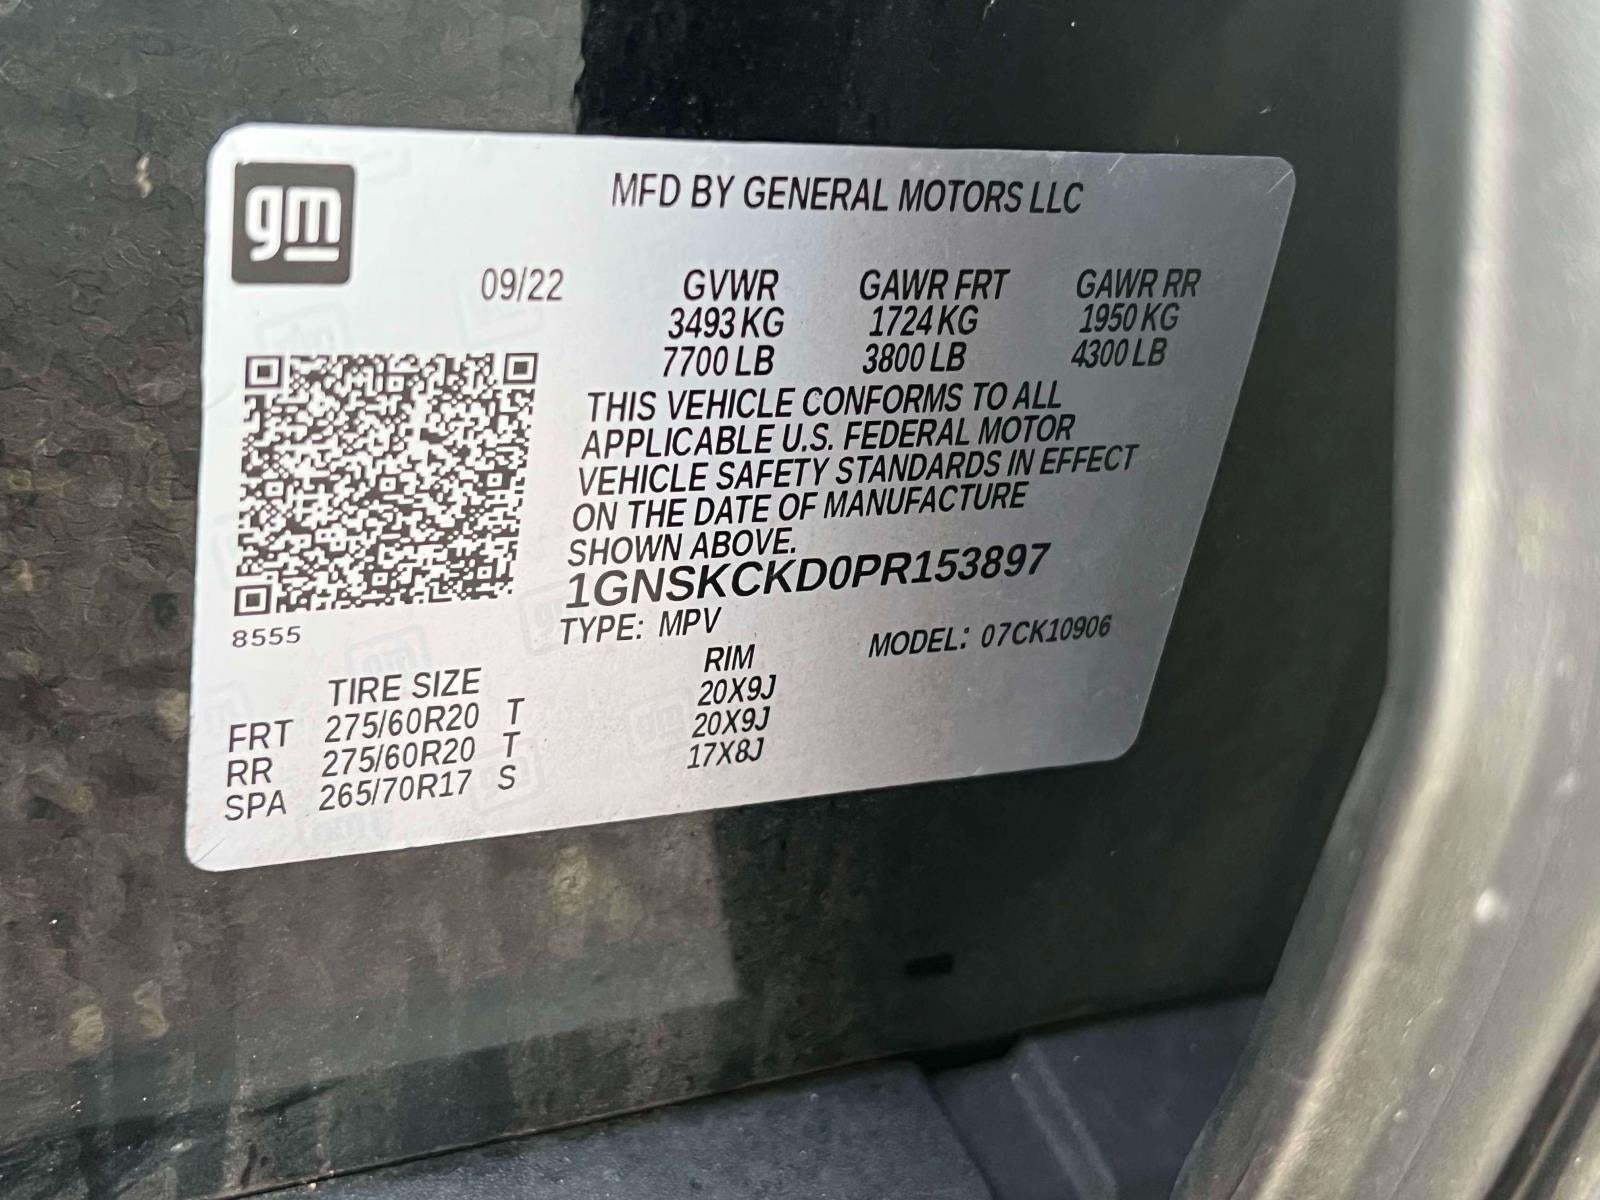 gm
MFD BY GENERAL MOTORS LLC
09/22 GVWR GAWR FRT GAWR RR
3493 KG 1724 KG 1950 KG
7700 LB 3800 LB 4300 LB
THIS VEHICLE CONFORMS TO ALL
APPLICABLE U.S. FEDERAL MOTOR
VEHICLE SAFETY STANDARDS IN EFFECT
ON THE DATE OF MANUFACTURE
SHOWN ABOVE.
1GNSKCKD0PR153897
8555
TYPE: MPV MODEL: 07CK10906
TIRE SIZE RIM
FRT 275/60R20 T 20X9J
RR 275/60R20 T 20X9J
SPA 265/70R17 S 17X8J